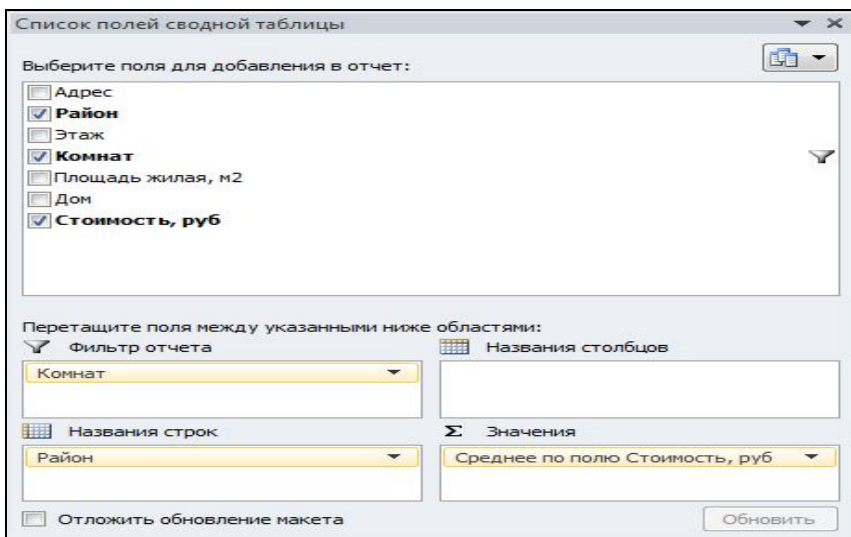 Список полей сводной таблицы
Выберите поля для добавления в отчет:
Адрес
Район
Этаж
Комнат
Площадь жилая, м2
Дом
Стоимость, руб
Перетащите поля между указанными ниже областями:
Фильтр отчета
Названия столбцов
Комнат
Названия строк
Σ Значения
Район
Среднее по полю Стоимость, руб
Отложить обновление макета
Обновить